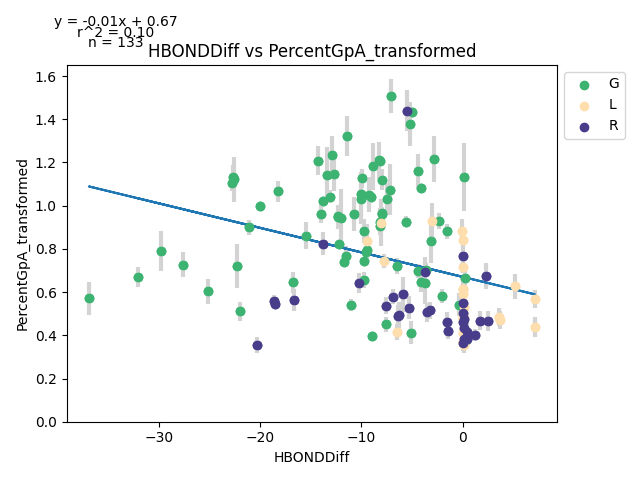 y = -0.01x + 0.67
r^2 = 0.10
n = 133
HBONDDiff vs PercentGpA_transformed
G
L
R
PercentGpA_transformed
1.6
1.4
1.2
1.0
0.8
0.6
0.4
0.2
0.0
−30
−20
−10
0
HBONDDiff